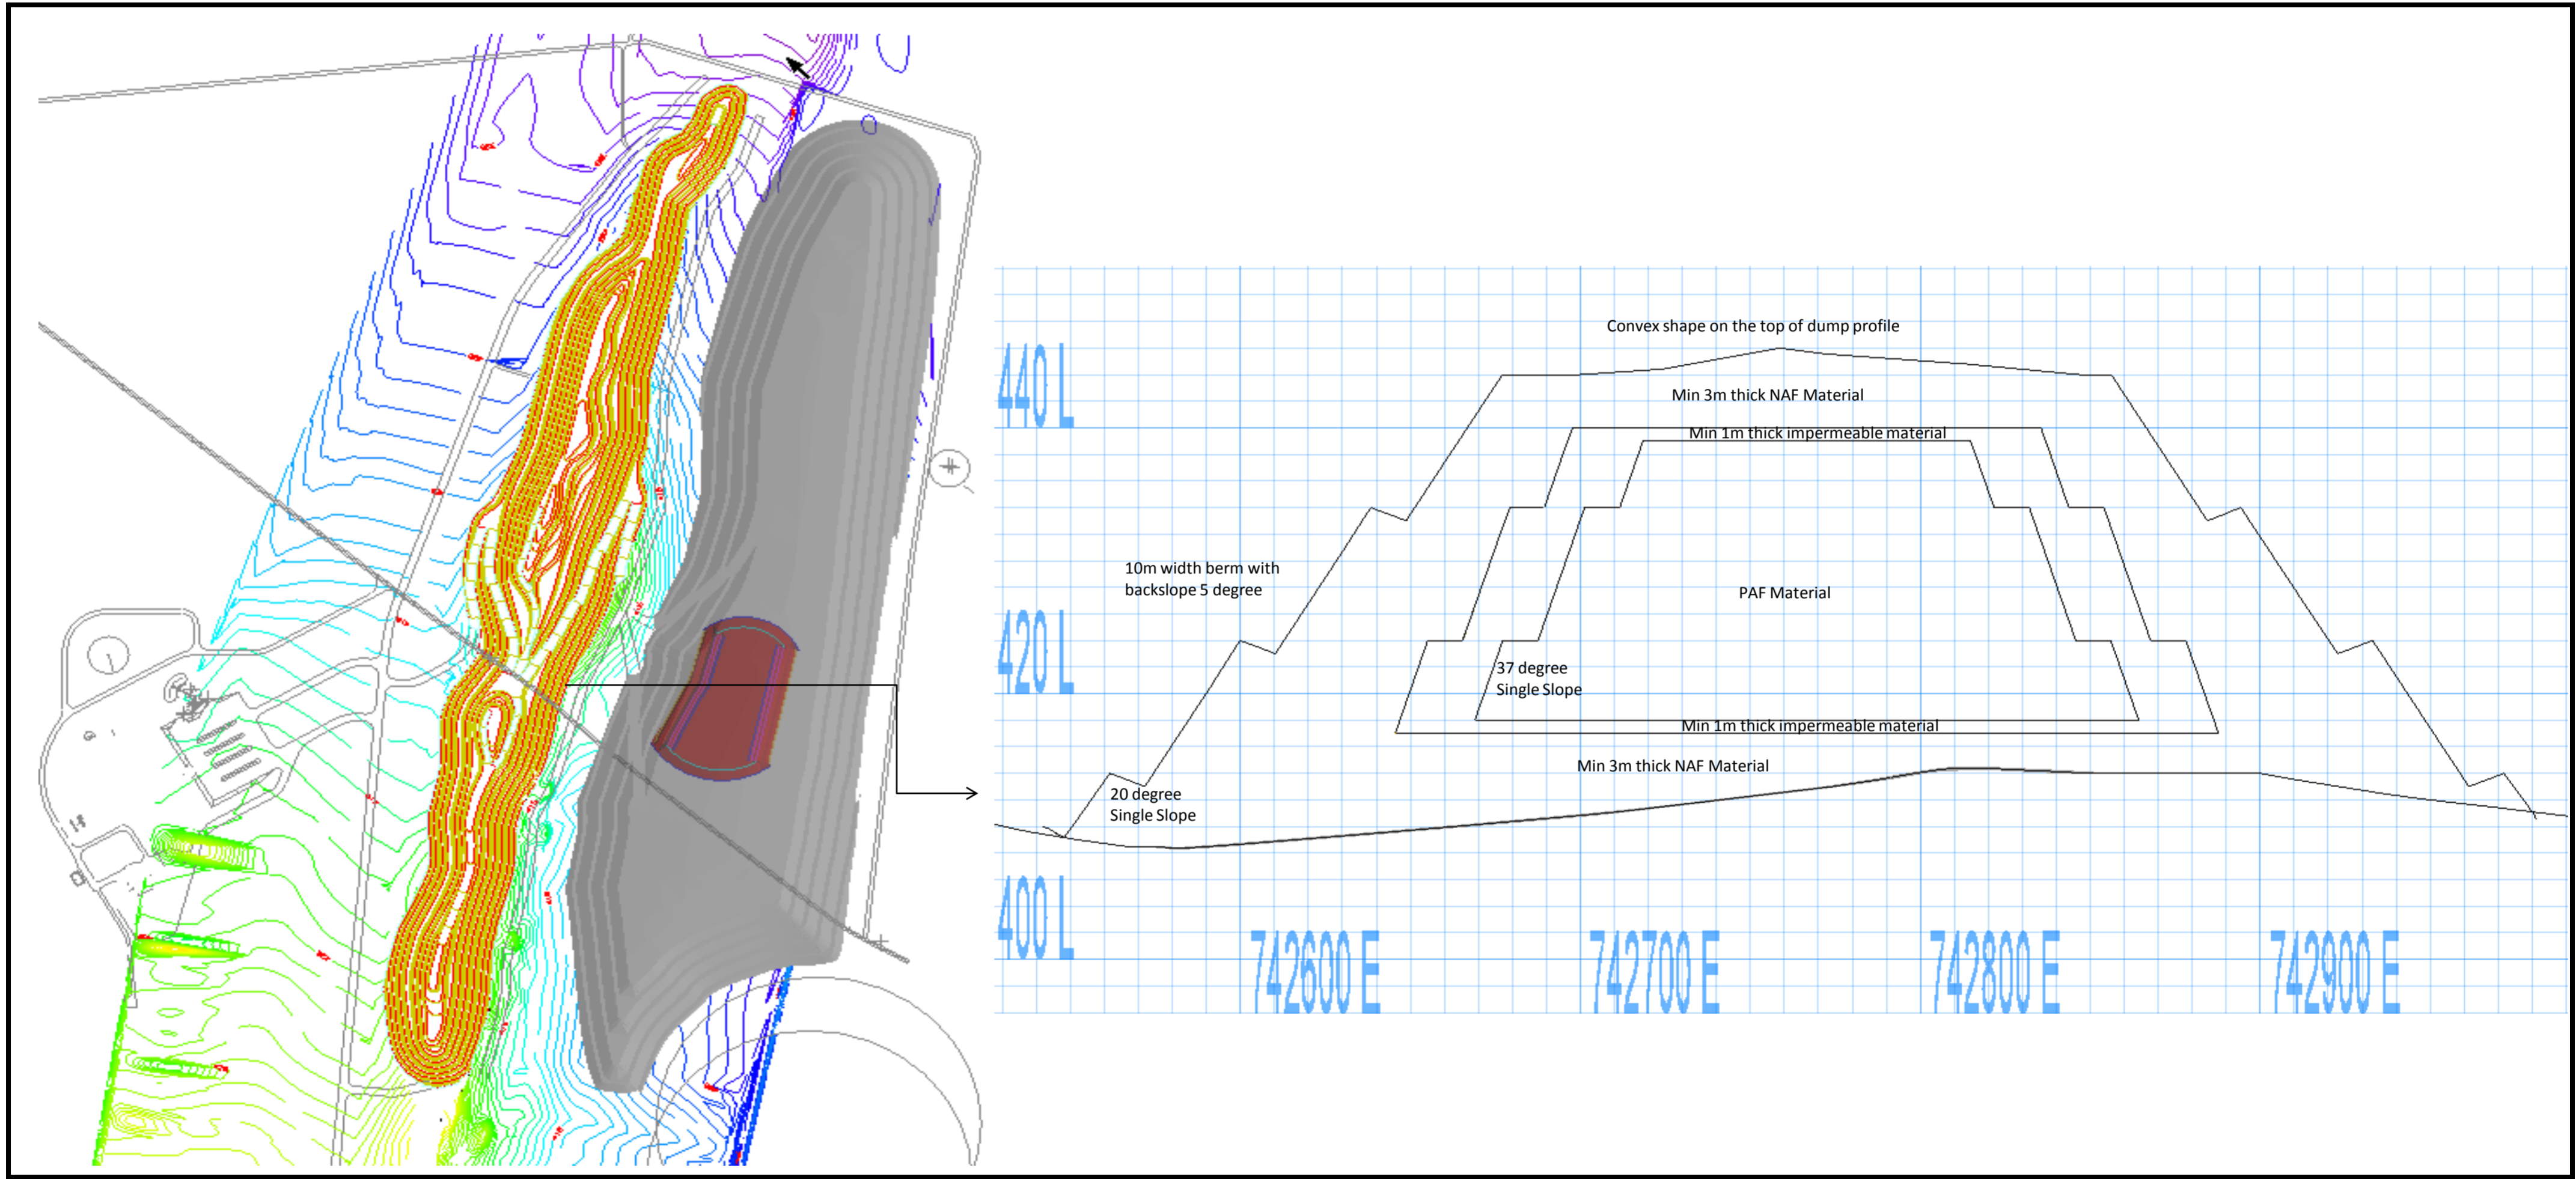 Convex shape on the top of dump profile
440 L
Min 3m thick NAF Material
Min 1m thick impermeable material
10m width berm with
backslope 5 degree
PAF Material
420 L
37 degree
Single Slope
Min 1m thick impermeable material
Min 3m thick NAF Material
20 degree
Single Slope
400 L
742600 E
742700 E
742800 E
742900 E